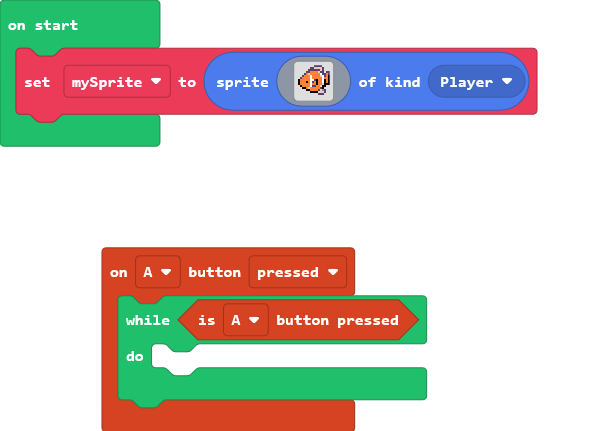 on start
set mySprite to sprite of kind Player
on A button pressed
while is A button pressed
do